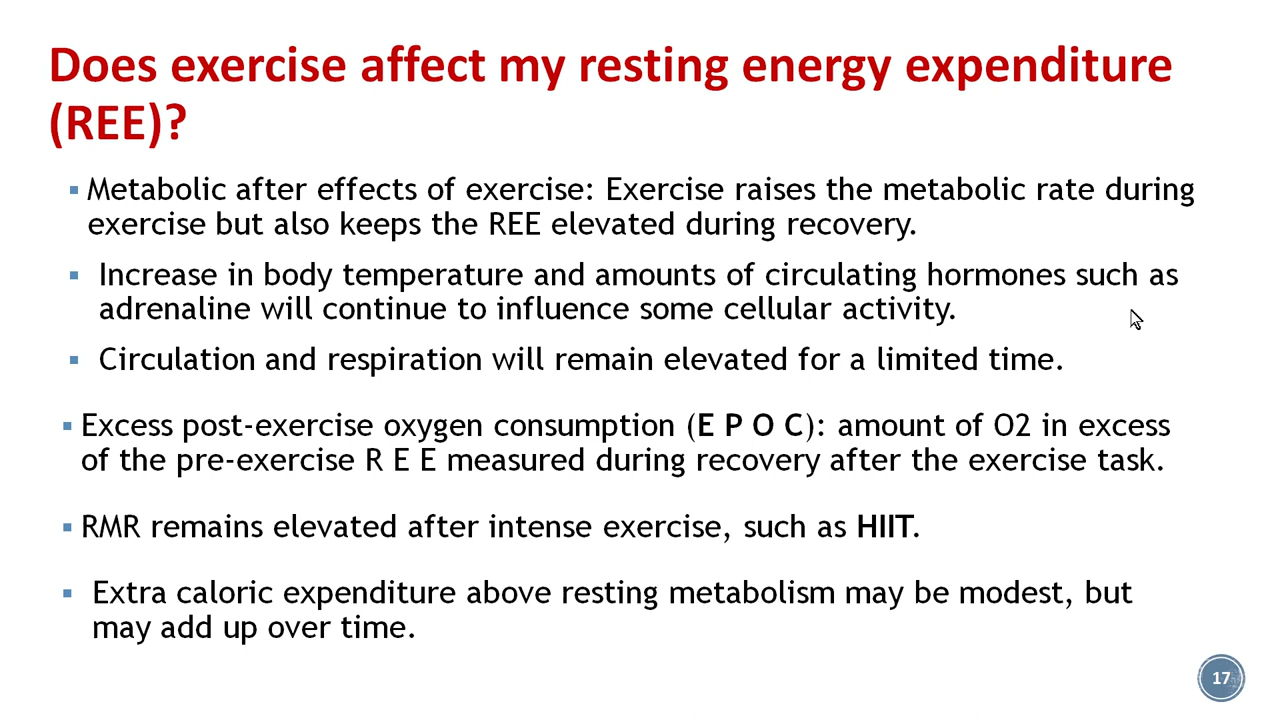 Does exercise affect my resting energy expenditure
(REE)?
▪ Metabolic after effects of exercise: Exercise raises the metabolic rate during
exercise but also keeps the REE elevated during recovery.
▪ Increase in body temperature and amounts of circulating hormones such as
adrenaline will continue to influence some cellular activity.
▪ Circulation and respiration will remain elevated for a limited time.
▪ Excess post-exercise oxygen consumption (E P O C): amount of O2 in excess
of the pre-exercise R E E measured during recovery after the exercise task.
▪ RMR remains elevated after intense exercise, such as HIIT.
▪ Extra caloric expenditure above resting metabolism may be modest, but
may add up over time.
17